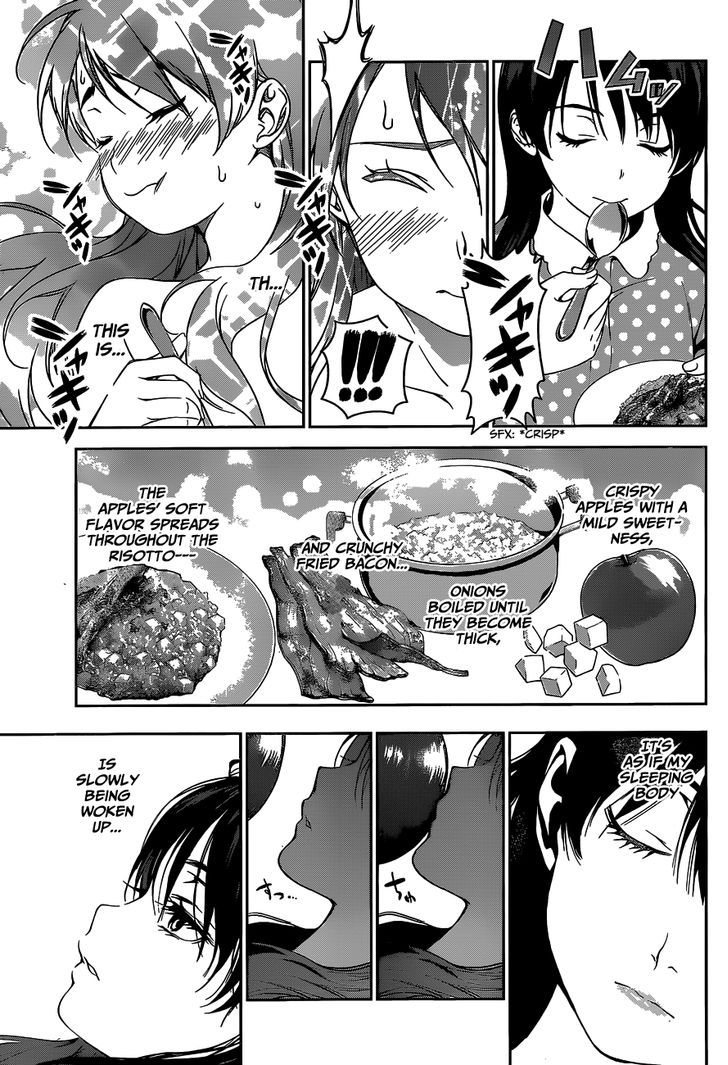 ハムッ
シャキッ
SFX: *CRISP*
!!!
シャキッ
シャキッ
TH...
シャキッ
THIS
IS...
シャキッ
CRISPY
APPLES WITH A
MILD SWEET-
NESS,
ONIONS
BOILED UNTIL
THEY BECOME
THICK,
AND CRUNCHY
FRIED BACON...
THE
APPLES' SOFT
FLAVOR SPREADS
THROUGHOUT THE
RISOTTO---
IT'S
AS IF MY
SLEEPING
BODY
ちゅ
すっ...
IS
SLOWLY
BEING
WOKEN
UP...